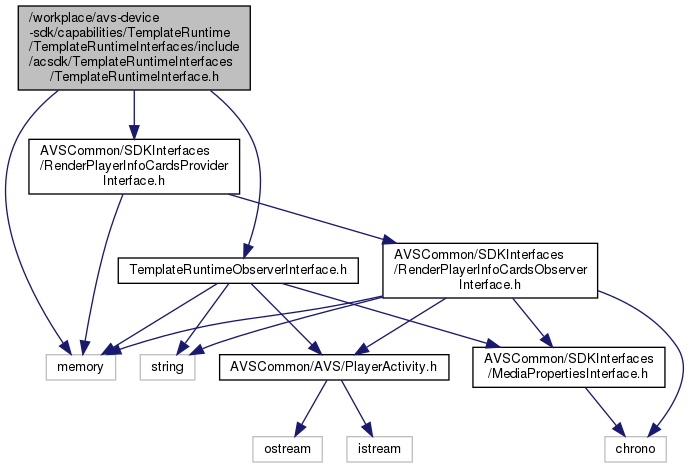 /workplace/avs-device
-sdk/capabilities/TemplateRuntime
/TemplateRuntimeInterfaces/include
/acsdk/TemplateRuntimeInterfaces
/TemplateRuntimeInterface.h
AVSCommon/SDKInterfaces
/RenderPlayerInfoCardsProvider
Interface.h
TemplateRuntimeObserverInterface.h
AVSCommon/SDKInterfaces
/RenderPlayerInfoCardsObserver
Interface.h
memory
string
AVSCommon/AVS/PlayerActivity.h
AVSCommon/SDKInterfaces
/MediaPropertiesInterface.h
ostream
istream
chrono